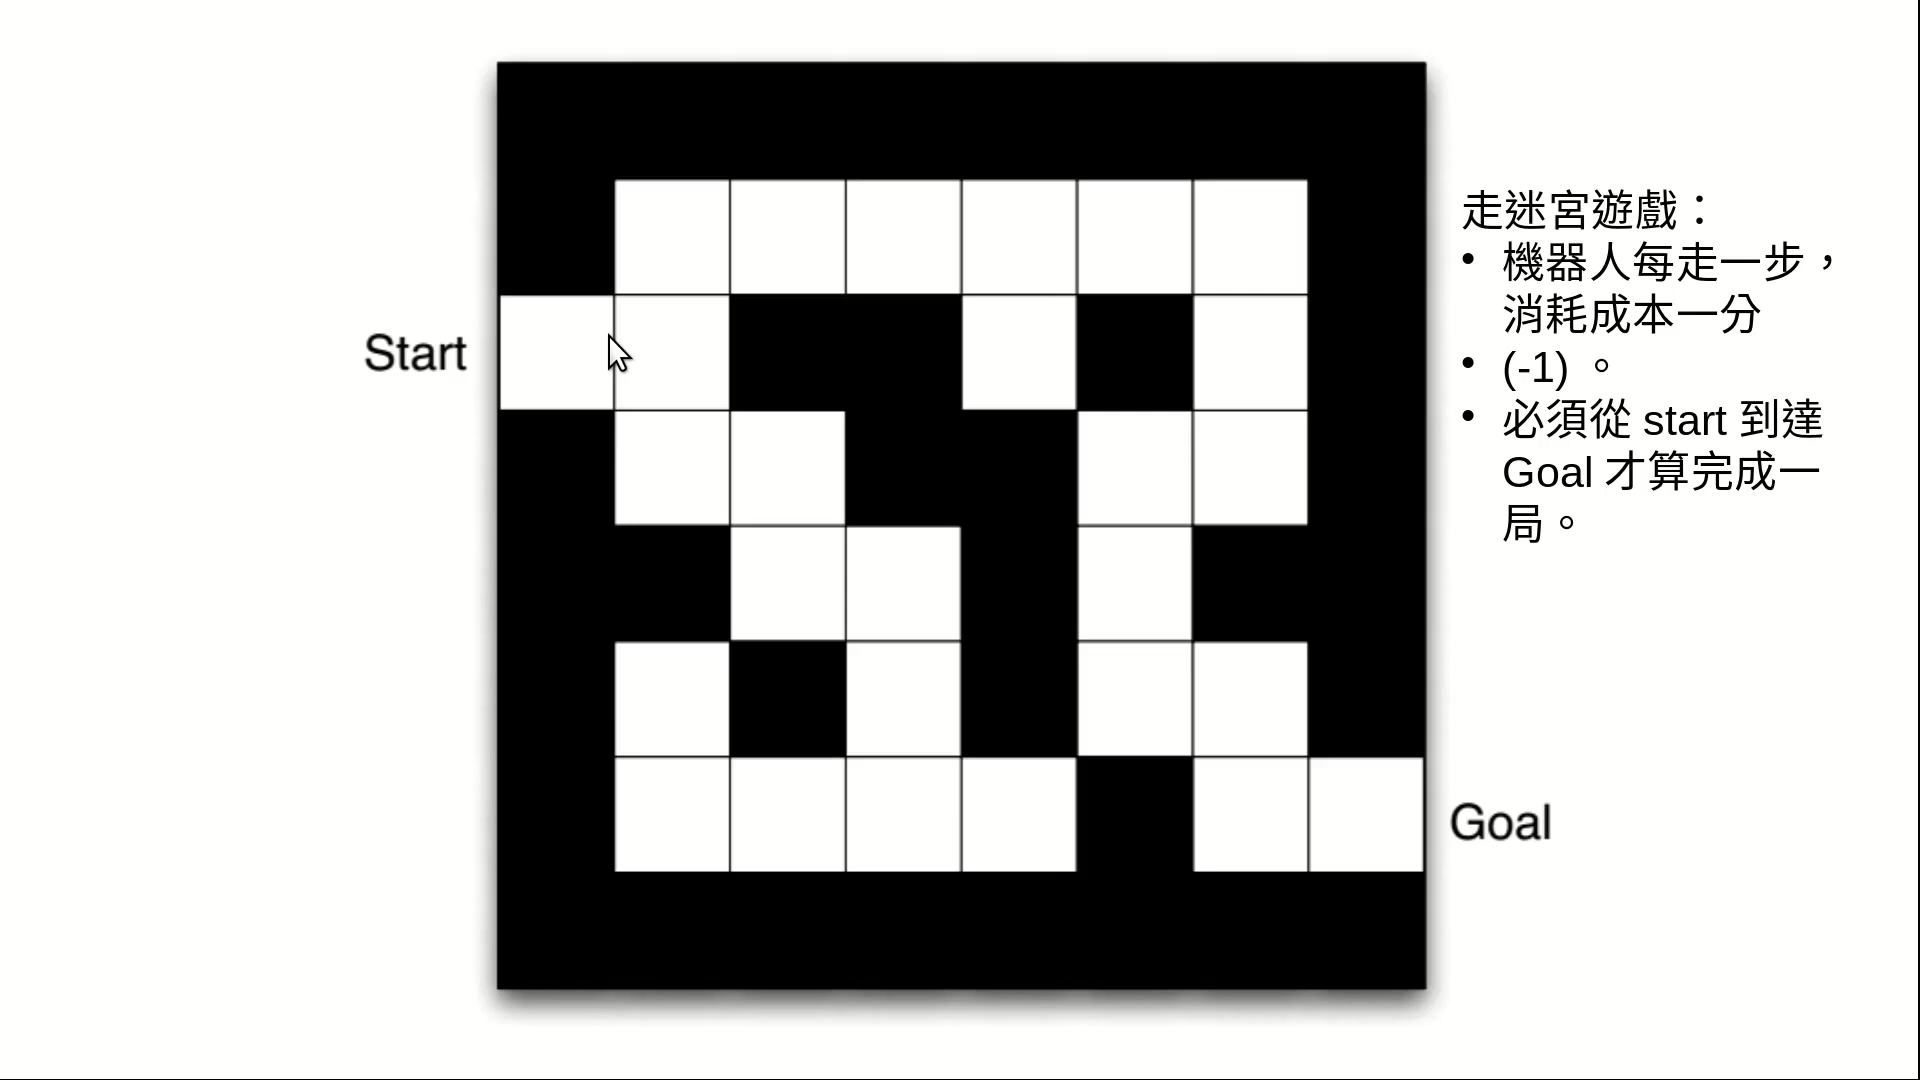 走迷宮遊戲：
• 機器人每走一步，
消耗成本一分
• (-1) 。
• 必須從 start 到達
Goal 才算完成一
局。
Start
Goal